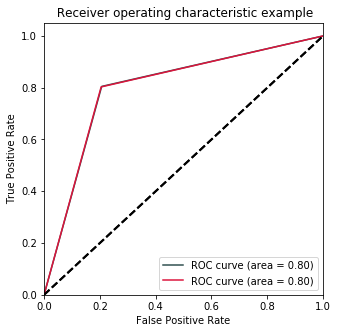 Receiver operating characteristic example
True Positive Rate
1.0
0.8
0.6
0.4
0.2
0.0
ROC curve (area = 0.80)
ROC curve (area = 0.80)
0.0 0.2 0.4 0.6 0.8 1.0
False Positive Rate